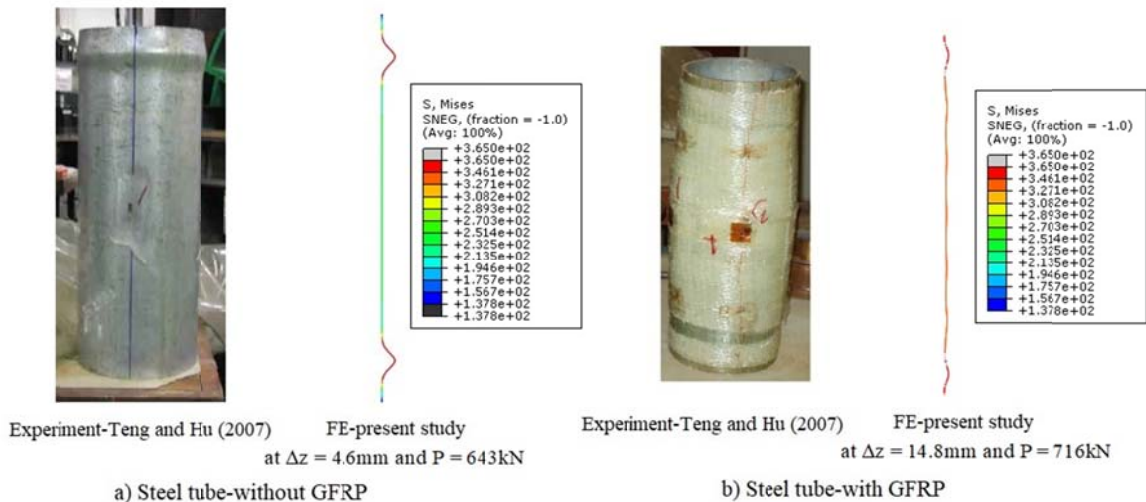 S, Mises
SNEG, (fraction = -1.0)
(Avg: 100%)
+3.650e+02
+3.650e+02
+3.461e+02
+3.271e+02
+3.082e+02
+2.893e+02
+2.703e+02
+2.514e+02
+2.325e+02
+2.135e+02
+1.946e+02
+1.757e+02
+1.567e+02
+1.378e+02
+1.378e+02
Experiment-Teng and Hu (2007)
FE-present study
at Δz = 4.6mm and P = 643kN
a) Steel tube-without GFRP
S, Mises
SNEG, (fraction = -1.0)
(Avg: 100%)
+3.650e+02
+3.650e+02
+3.461e+02
+3.271e+02
+3.082e+02
+2.893e+02
+2.703e+02
+2.514e+02
+2.325e+02
+2.135e+02
+1.946e+02
+1.757e+02
+1.567e+02
+1.378e+02
+1.378e+02
Experiment-Teng and Hu (2007)
FE-present study
at Δz = 14.8mm and P = 716kN
b) Steel tube-with GFRP